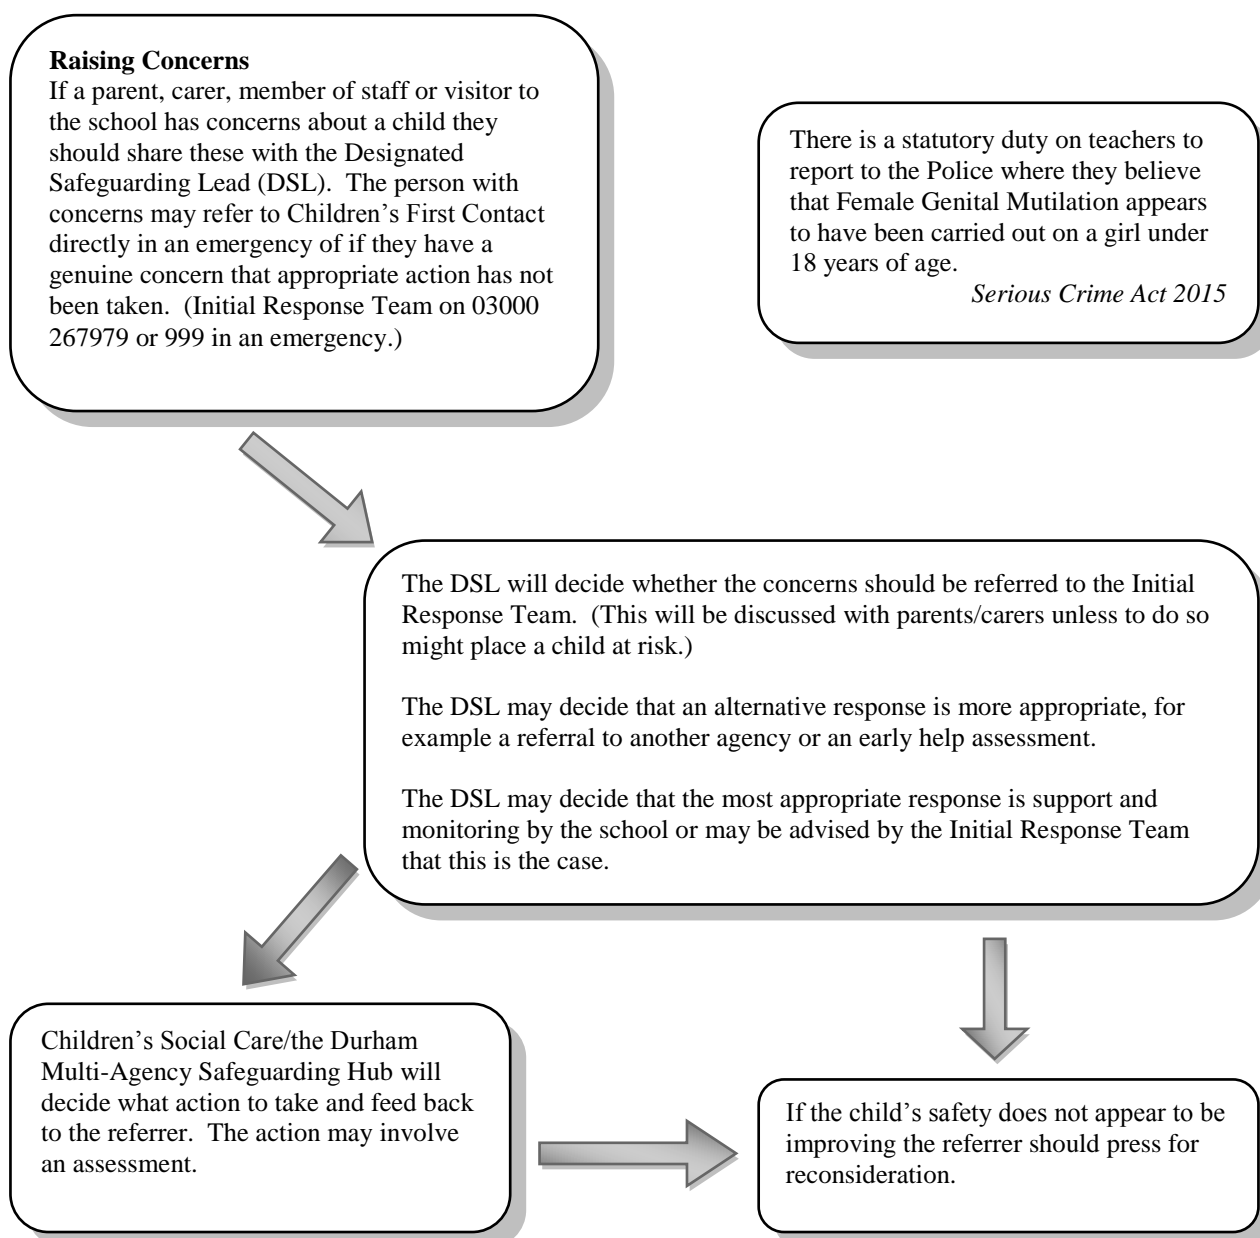 Raising Concerns
If a parent, carer, member of staff or visitor to
the school has concerns about a child they
should share these with the Designated
Safeguarding Lead (DSL).  The person with
concerns may refer to Children’s First Contact
directly in an emergency of if they have a
genuine concern that appropriate action has not
been taken.  (Initial Response Team on 03000
267979 or 999 in an emergency.)
There is a statutory duty on teachers to
report to the Police where they believe
that Female Genital Mutilation appears
to have been carried out on a girl under
18 years of age.
Serious Crime Act 2015
The DSL will decide whether the concerns should be referred to the Initial
Response Team.  (This will be discussed with parents/carers unless to do so
might place a child at risk.)
The DSL may decide that an alternative response is more appropriate, for
example a referral to another agency or an early help assessment.
The DSL may decide that the most appropriate response is support and
monitoring by the school or may be advised by the Initial Response Team
that this is the case.
Children’s Social Care/the Durham
Multi-Agency Safeguarding Hub will
decide what action to take and feed back
to the referrer.  The action may involve
an assessment.
If the child’s safety does not appear to be
improving the referrer should press for
reconsideration.